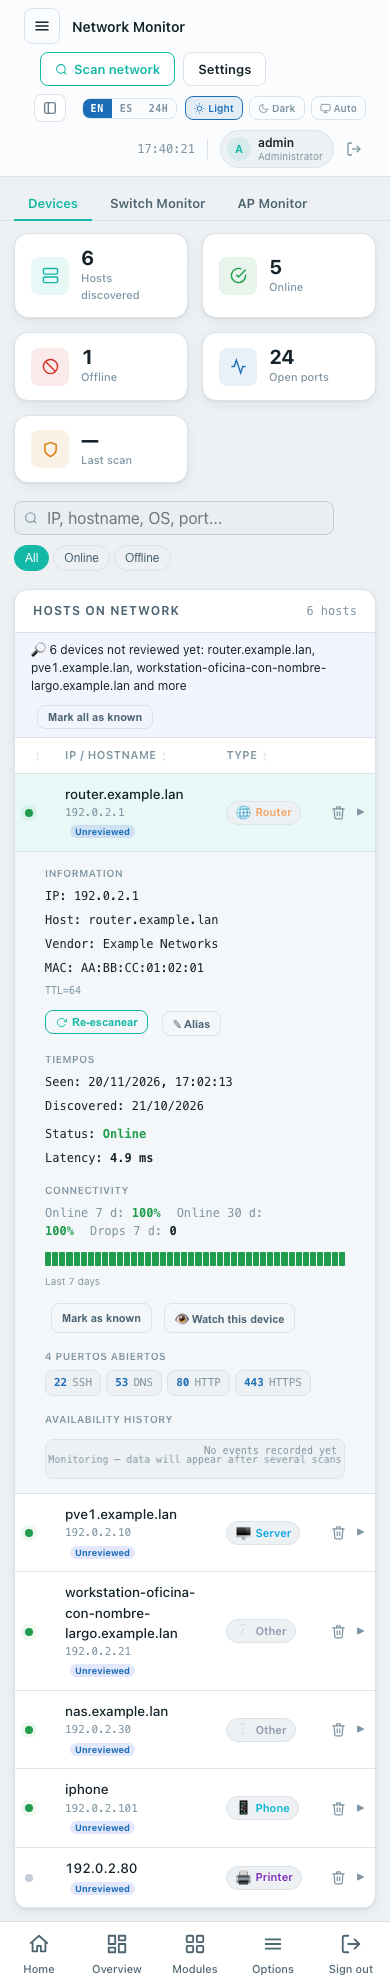 Network Monitor
Scan network
Settings
EN ES 24H Light Dark Auto
17:40:21
A
admin
Administrator
Devices Switch Monitor AP Monitor
6
Hosts
discovered
5
Online
1
Offline
24
Open ports
—
Last scan
IP, hostname, OS, port...
All Online Offline
HOSTS ON NETWORK 6 hosts
6 devices not reviewed yet: router.example.lan,
pve1.example.lan, workstation-oficina-con-nombre-
largo.example.lan and more
Mark all as known
IP / HOSTNAME TYPE
router.example.lan
192.0.2.1
Unreviewed
Router
INFORMATION
IP: 192.0.2.1
Host: router.example.lan
Vendor: Example Networks
MAC: AA:BB:CC:01:02:01
TTL=64
Re-escanear
Alias
TIEMPOS
Seen: 20/11/2026, 17:02:13
Discovered: 21/10/2026
Status: Online
Latency: 4.9 ms
CONNECTIVITY
Online 7 d: 100% Online 30 d:
100% Drops 7 d: 0
Last 7 days
Mark as known
Watch this device
4 PUERTOS ABIERTOS
22 SSH 53 DNS 80 HTTP 443 HTTPS
AVAILABILITY HISTORY
No events recorded yet
Monitoring — data will appear after several scans
pve1.example.lan
192.0.2.10
Unreviewed
Server
workstation-oficina-
con-nombre-
largo.example.lan
192.0.2.21
Unreviewed
Other
nas.example.lan
192.0.2.30
Unreviewed
Other
iphone
192.0.2.101
Unreviewed
Phone
192.0.2.80
Unreviewed
Printer
Home Overview Modules Options Sign out